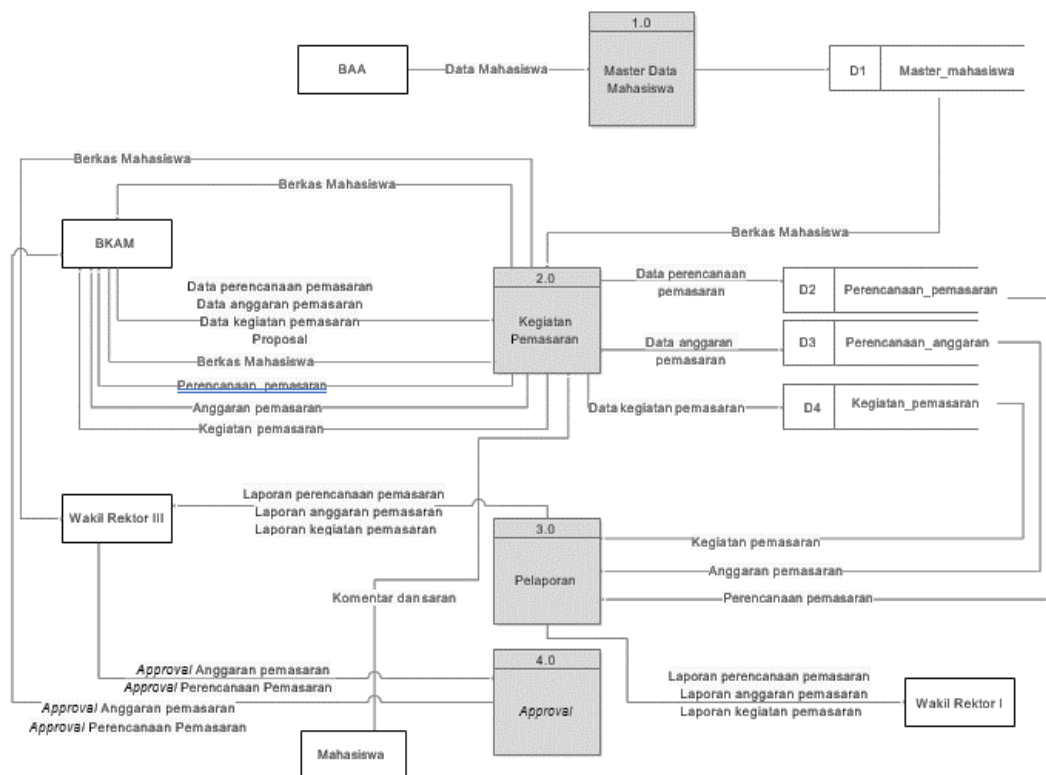 1.0
BAA
Data Mahasiswa
Master Data
Mahasiswa
D1
Master_mahasiswa
Berkas Mahasiswa
Berkas Mahasiswa
BKAM
Berkas Mahasiswa
2.0
Kegiatan
Pemasaran
Data perencanaan pemasaran
Data anggaran pemasaran
Data kegiatan pemasaran
Proposal
Berkas Mahasiswa
Perencanaan_pemasaran
Anggaran pemasaran
Kegiatan pemasaran
Data perencanaan
pemasaran
D2
Perencanaan_pemasaran
Data anggaran
pemasaran
D3
Perencanaan_anggaran
Data kegiatan pemasaran
D4
Kegiatan_pemasaran
Wakil Rektor III
Laporan perencanaan pemasaran
Laporan anggaran pemasaran
Laporan kegiatan pemasaran
3.0
Pelaporan
Kegiatan pemasaran
Anggaran pemasaran
Perencanaan pemasaran
Komentar dan saran
Approval Anggaran pemasaran
Approval Perencanaan Pemasaran
Approval Anggaran pemasaran
Approval Perencanaan Pemasaran
4.0
Approval
Laporan perencanaan pemasaran
Laporan anggaran pemasaran
Laporan kegiatan pemasaran
Wakil Rektor I
Mahasiswa